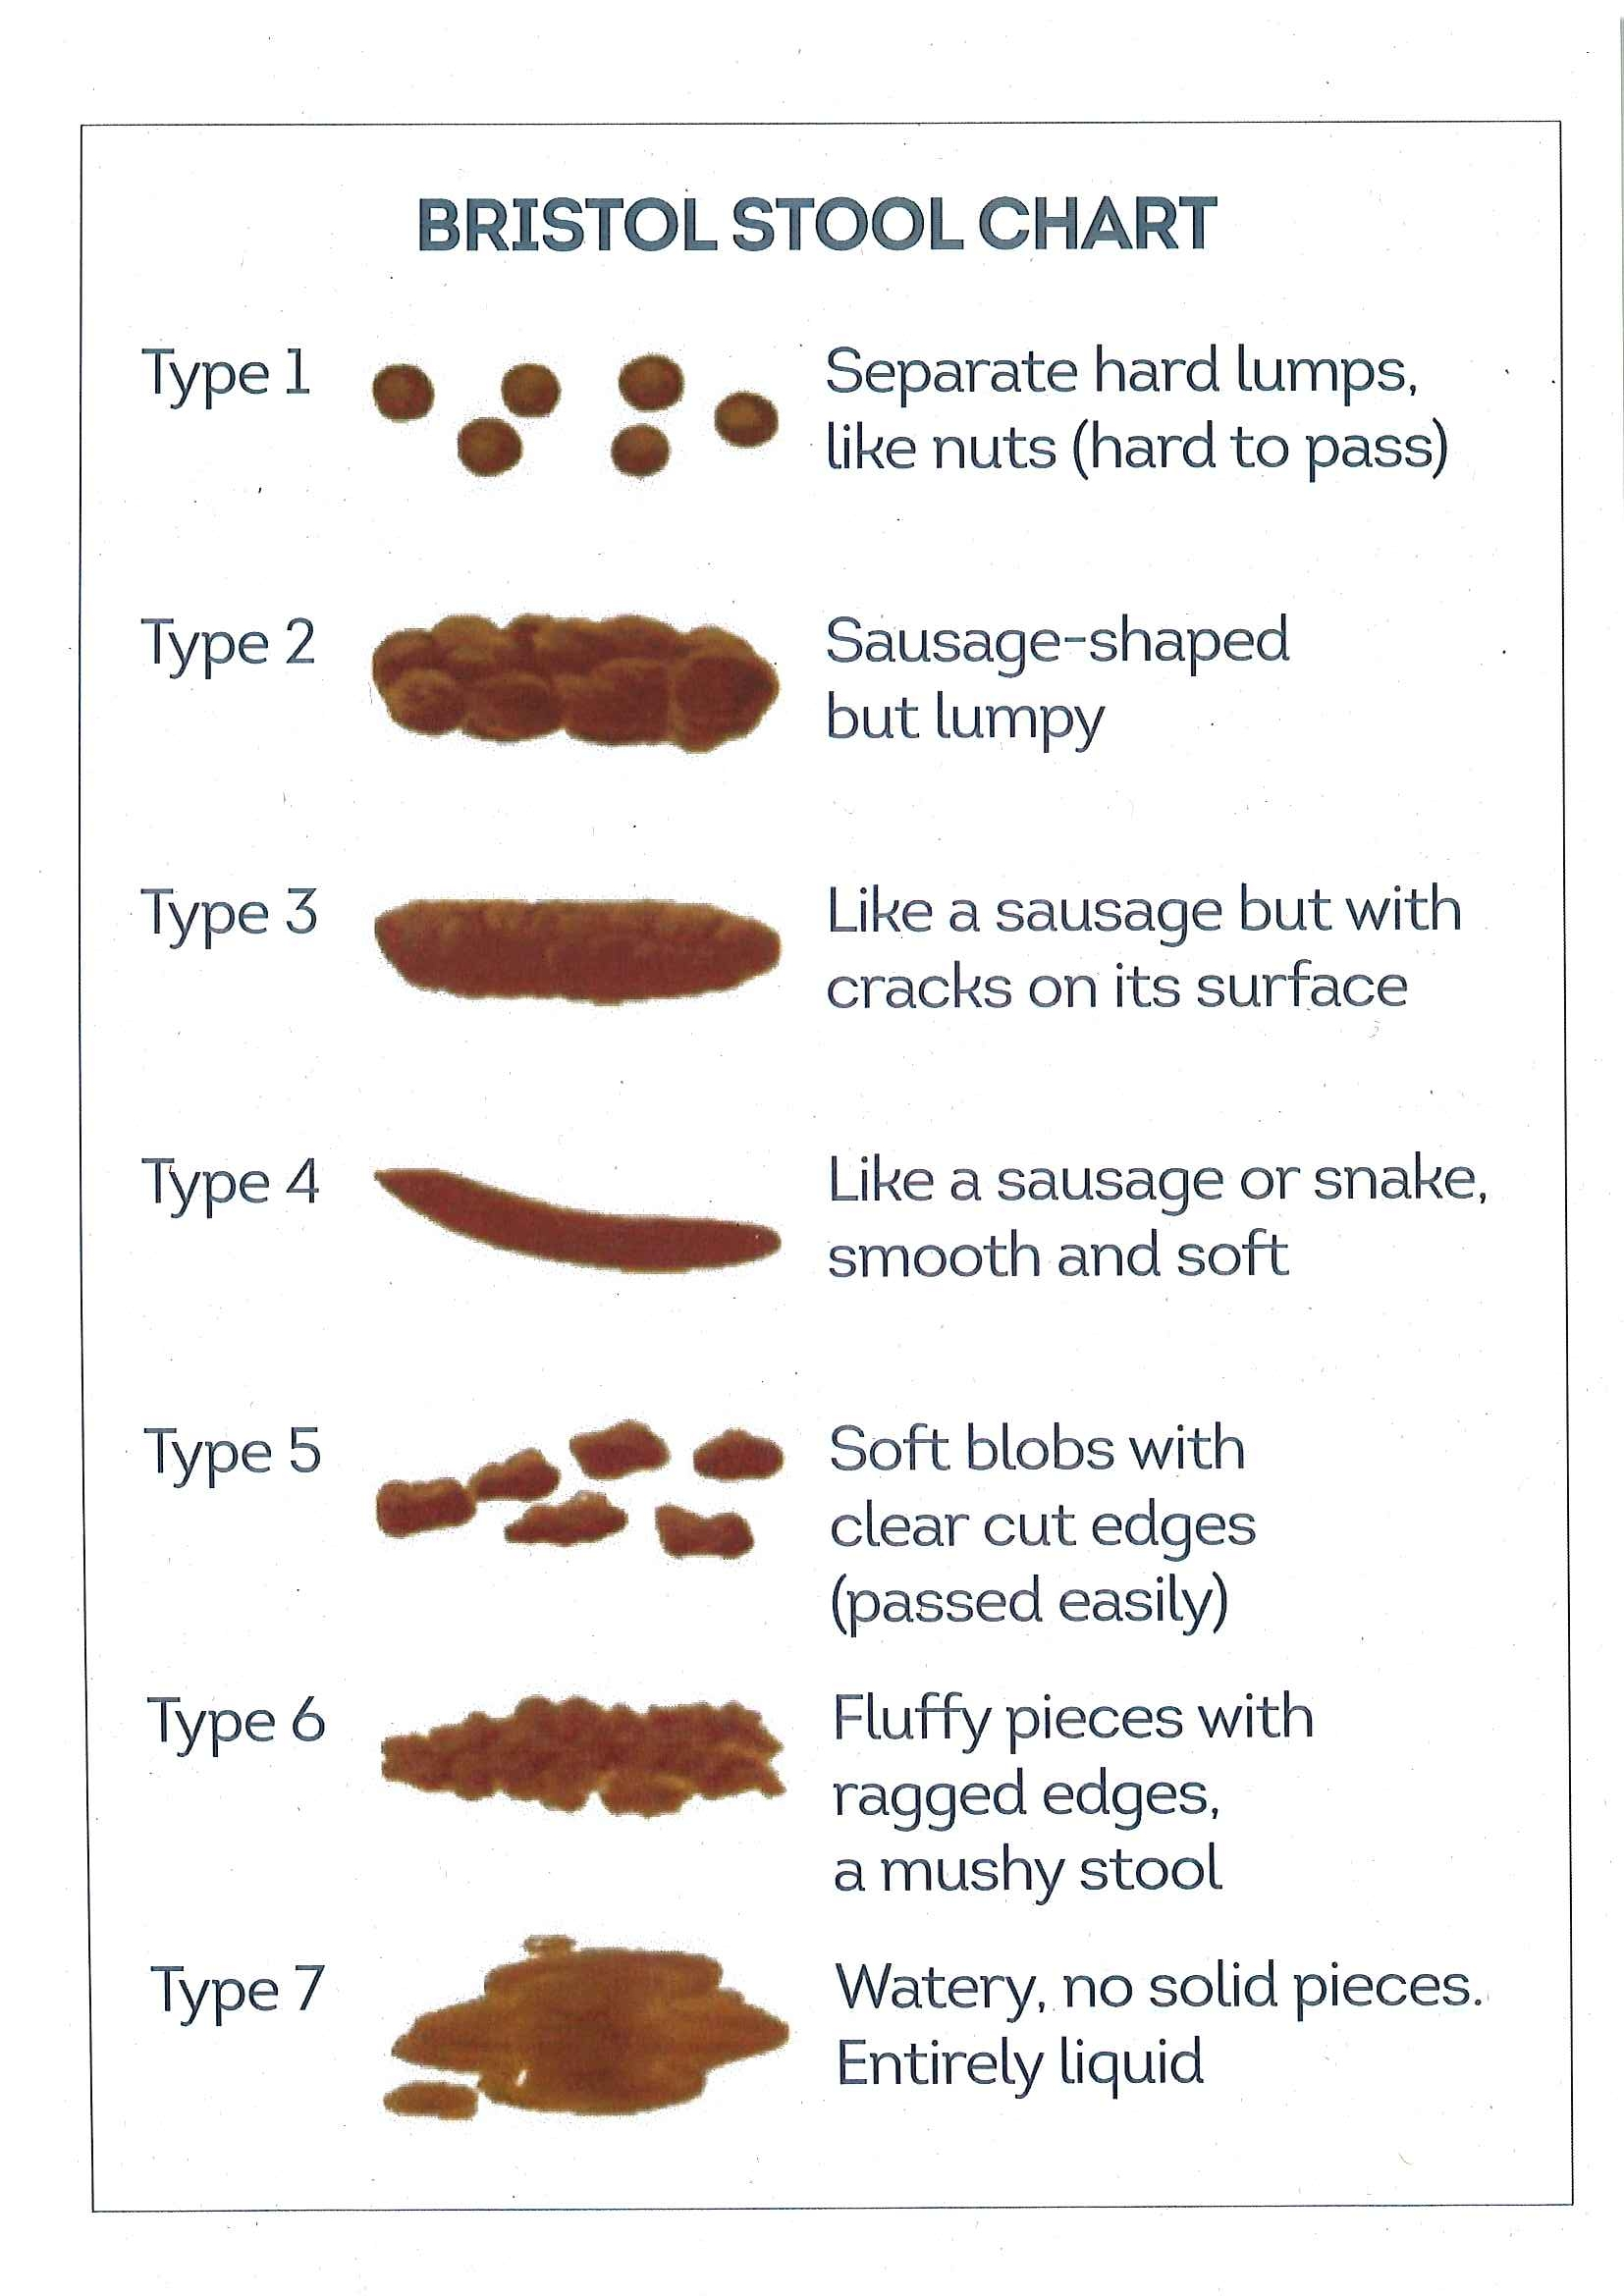 BRISTOL STOOL CHART
Type 1
Separate hard lumps,
like nuts (hard to pass)
Type 2
Sausage-shaped
but lumpy
Type 3
Like a sausage but with
cracks on its surface
Type 4
Like a sausage or snake,
smooth and soft
Type 5
Soft blobs with
clear cut edges
(passed easily)
Type 6
Fluffy pieces with
ragged edges,
a mushy stool
Type 7
Watery, no solid pieces.
Entirely liquid